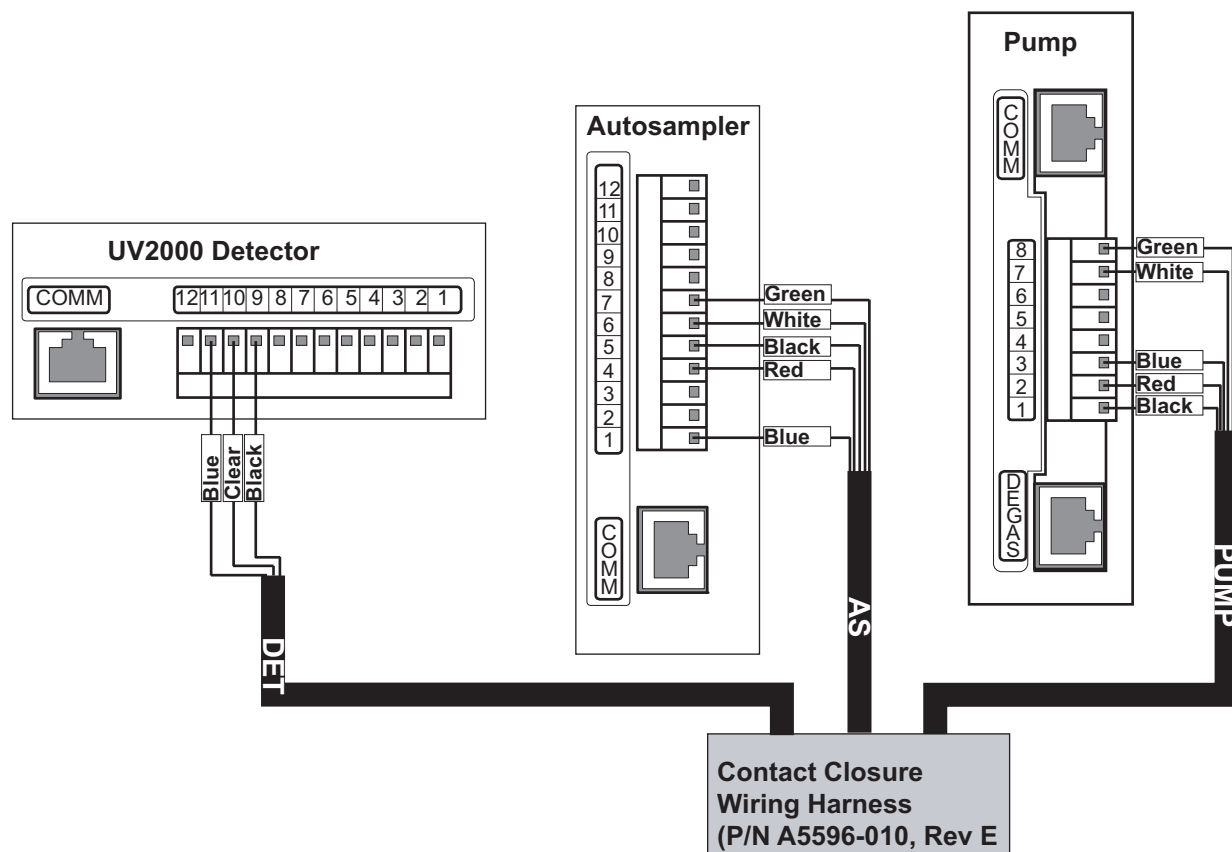 Pump
COMM
8
7
6
5
4
3
2
1
Green
White
Blue
Red
Black
DEGAS
PUMP
Autosampler
12
11
10
9
8
7
6
5
4
3
2
1
Green
White
Black
Red
Blue
COMM
AS
UV2000 Detector
COMM
12 11 10 9 8 7 6 5 4 3 2 1
Blue
Clear
Black
DET
Contact Closure
Wiring Harness
(P/N A5596-010, Rev E